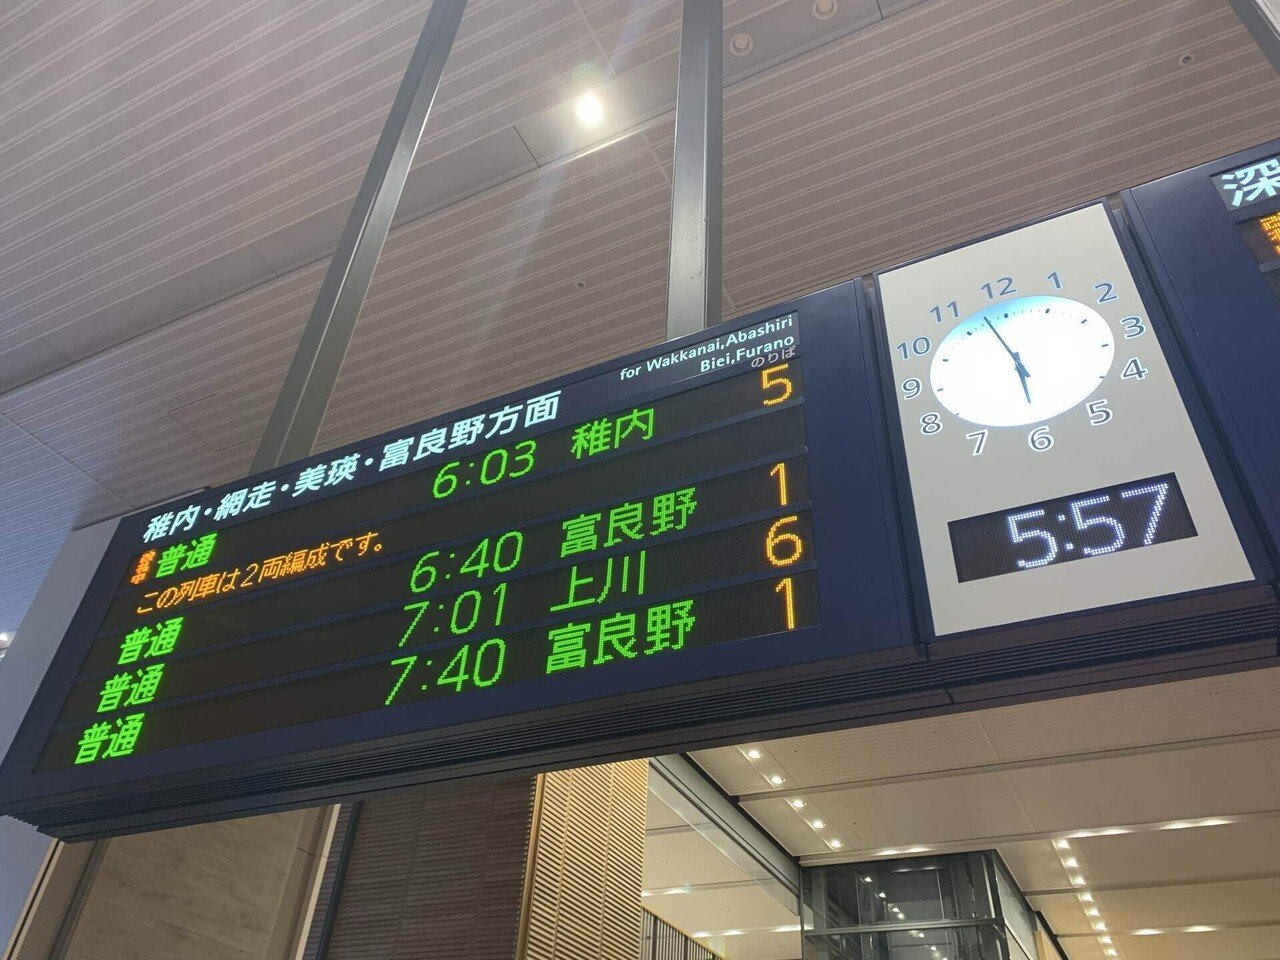 稚内・網走・美瑛・富良野方面
for Wakkanai,Abashiri
Biei,Furano
のりば
普通 6:03 稚内 5
この列車は2両編成です。
普通 6:40 富良野 1
普通 7:01 上川 6
普通 7:40 富良野 1
12
1
2
3
4
5
6
7
8
9
10
11
5:57
深